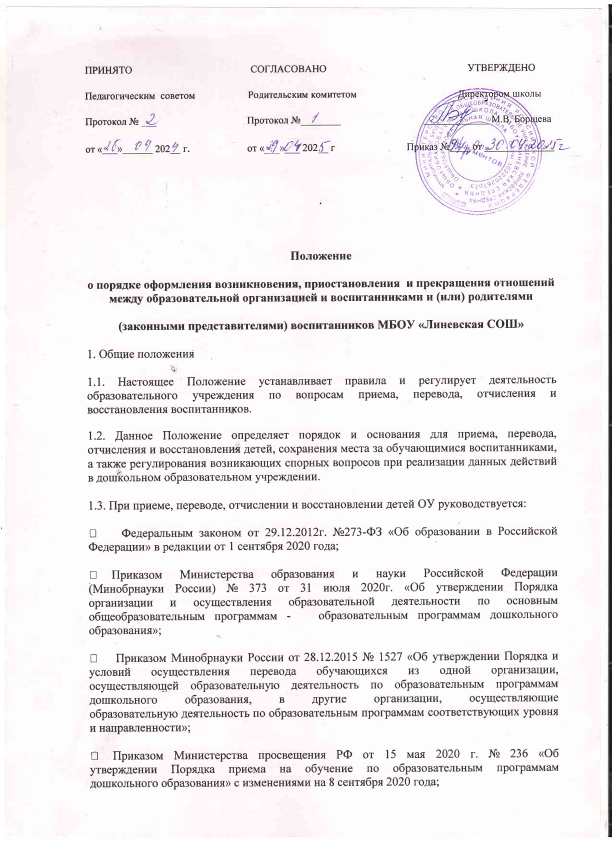 ПРИНЯТО СОГЛАСОВАНО УТВЕРЖДЕНО
Педагогическим советом Родительским комитетом Директором школы
М.В. Борцева
Протокол № 2 Протокол № 1
Приказ № от « 30.04.2025г
от « » 04 202 г. от «29»04 2025 г
Положение
о порядке оформления возникновения, приостановления и прекращения отношений
между образовательной организацией и воспитанниками и (или) родителями
(законными представителями) воспитанников МБОУ «Линевская СОШ»
1. Общие положения
1.1. Настоящее Положение устанавливает правила и регулирует деятельность
образовательного учреждения по вопросам приема, перевода, отчисления и
восстановления воспитанников.
1.2. Данное Положение определяет порядок и основания для приема, перевода,
отчисления и восстановления детей, сохранения места за обучающимися воспитанниками,
а также регулирования возникающих спорных вопросов при реализации данных действий
в дошкольном образовательном учреждении.
1.3. При приеме, переводе, отчислении и восстановлении детей ОУ руководствуется:
Федеральным законом от 29.12.2012г. №273-ФЗ «Об образовании в Российской
Федерации» в редакции от 1 сентября 2020 года;
Приказом Министерства образования и науки Российской Федерации
(Минобрнауки России) № 373 от 31 июля 2020г. «Об утверждении Порядка
организации и осуществления образовательной деятельности по основным
общеобразовательным программам - образовательным программам дошкольного
образования»;
Приказом Минобрнауки России от 28.12.2015 № 1527 «Об утверждении Порядка и
условий осуществления перевода обучающихся из одной организации,
осуществляющей образовательную деятельность по образовательным программам
дошкольного образования, в другие организации, осуществляющие
образовательную деятельность по образовательным программам соответствующих уровня
и направленности»;
Приказом Министерства просвещения РФ от 15 мая 2020 г. № 236 «Об
утверждении Порядка приема на обучение по образовательным программам
дошкольного образования» с изменениями на 8 сентября 2020 года;